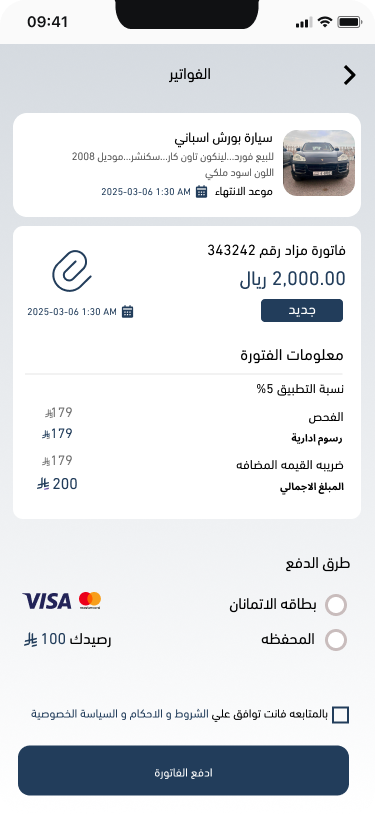 09:41
الفواتير
سيارة بورش اسباني
للبيع فورد...لينكون تاون كار...سكنشر...موديل 2008
اللون اسود ملكي
موعد الانتهاء 2025-03-06 1:30 AM
فاتورة مزاد رقم 343242
2,000.00 ريال
جديد
2025-03-06 1:30 AM
معلومات الفتورة
نسبة التطبيق 5%
الفحص 179
رسوم ادارية 179
ضريبه القيمه المضافه 179
المبلغ الاجمالي 200
طرق الدفع
بطاقه الاتمانان VISA mastercard
المحفظه رصيدك 100
بالمتابعه فانت توافق علي الشروط و الاحكام و السياسة الخصوصية
ادفع الفاتورة